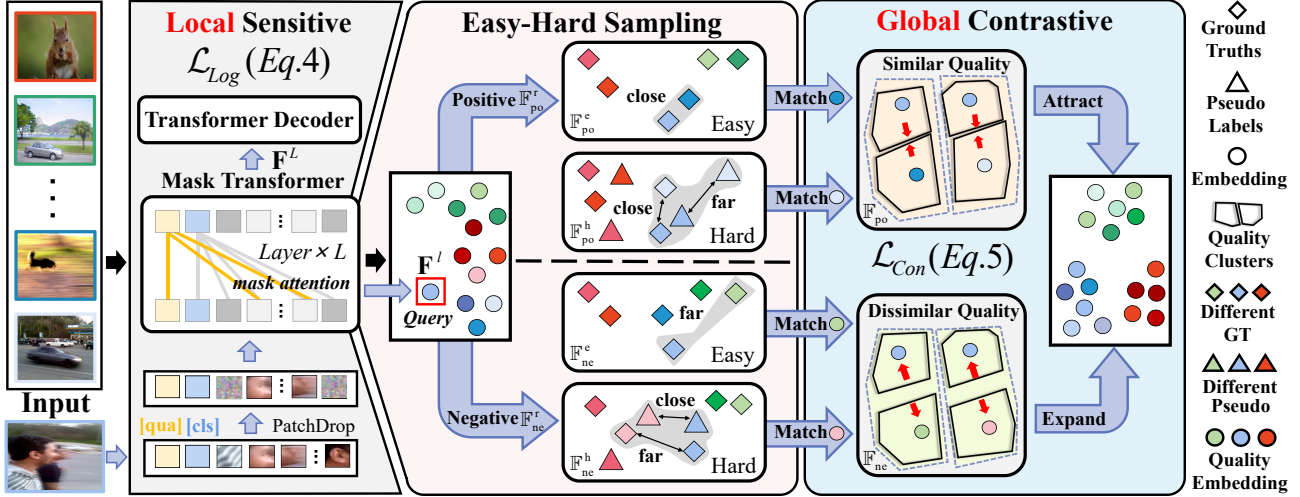 Input
Local Sensitive
ℒ_Log (Eq.4)
Transformer Decoder
F^L
Mask Transformer
Layer × L
mask attention
[qua] [cls]
PatchDrop
Easy-Hard Sampling
Positive 𝔽^r_po
F^l
Query
Negative 𝔽^r_ne
close
𝔽^e_po
Easy
close
far
𝔽^h_po
Hard
far
𝔽^e_ne
Easy
close
far
𝔽^h_ne
Hard
Match
Match
Match
Match
Global Contrastive
Similar Quality
𝔽_po
ℒ_Con (Eq.5)
Dissimilar Quality
𝔽_ne
Attract
Expand
Ground
Truths
Pseudo
Labels
Embedding
Quality
Clusters
Different
GT
Different
Pseudo
Quality
Embedding